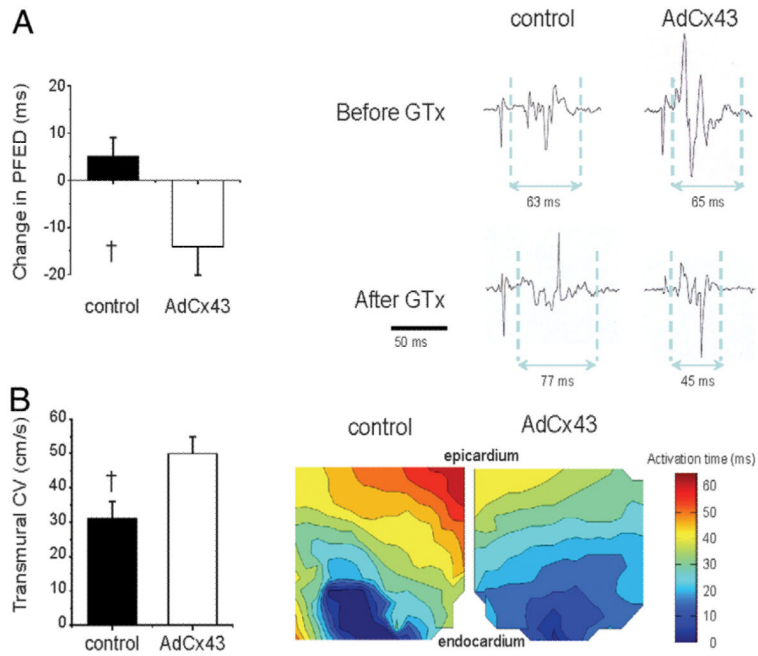 A
control AdCx43
Change in PFED (ms)
20
10
0
-10
-20
†
control AdCx43
Before GTx
63 ms 65 ms
After GTx
50 ms
77 ms 45 ms
B
Transmural CV (cm/s)
60
50
40
30
20
10
0
†
control AdCx43
control AdCx43
epicardium
endocardium
Activation time (ms)
60
50
40
30
20
10
0